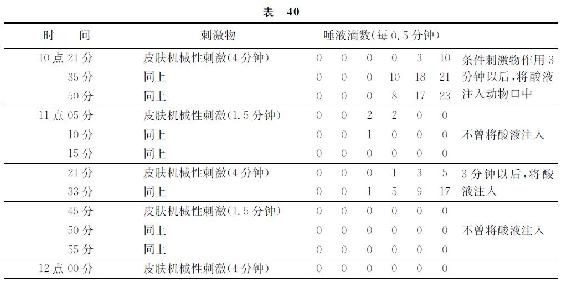 表 40
时 间 刺激物 唾液滴数(每0.5分钟)
10点21分 皮肤机械性刺激(4分钟) 0 0 0 0 3 10 条件刺激物作用3
35分 同上 0 0 0 10 18 21 分钟以后,将酸液
50分 同上 0 0 0 8 17 23 注入动物口中
11点05分 皮肤机械性刺激(1.5分钟) 0 0 2 2 0 0
10分 同上 0 0 1 0 0 0 不曾将酸液注入
15分 同上 0 0 0 0 0 0
21分 皮肤机械性刺激(4分钟) 0 0 0 1 3 5 3分钟以后,将酸
33分 同上 0 0 1 5 9 17 液注入
45分 皮肤机械性刺激(1.5分钟) 0 0 0 0 0 0
50分 同上 0 0 0 0 0 0 不曾将酸液注入
55分 同上 0 0 0 0 0 0
12点00分 皮肤机械性刺激(4分钟) 0 0 0 0 0 0